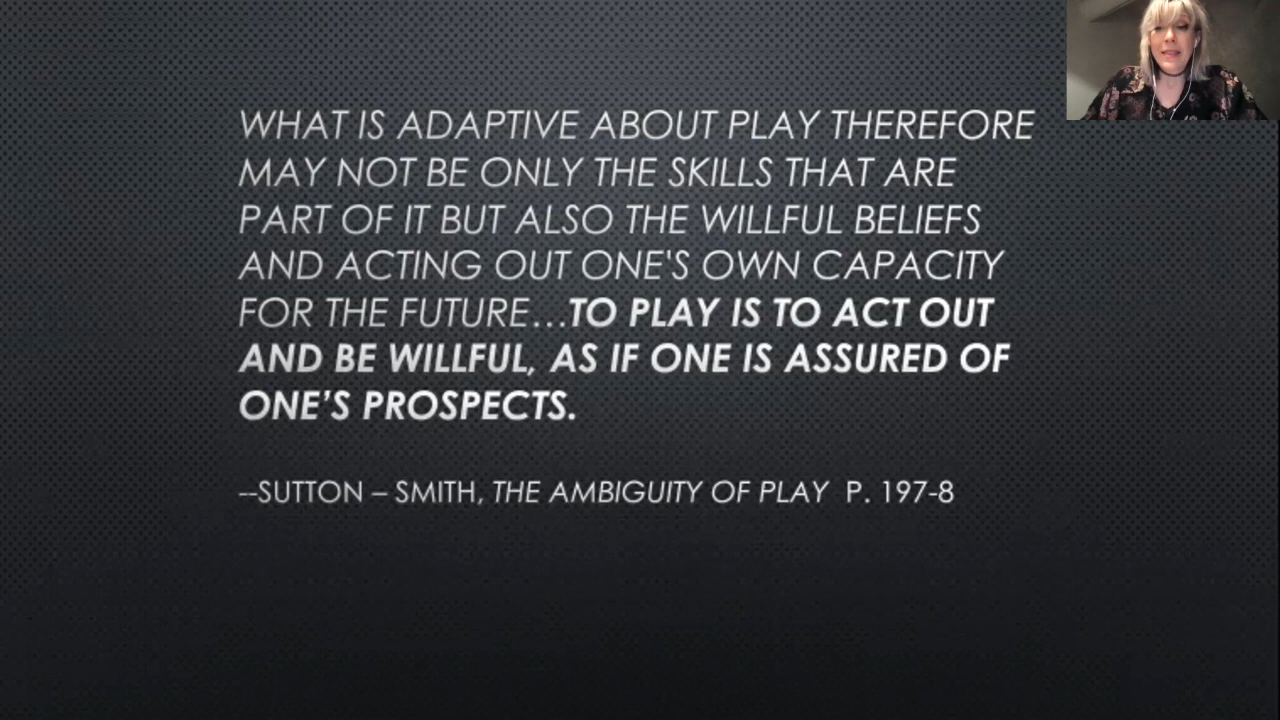 WHAT IS ADAPTIVE ABOUT PLAY THEREFORE
MAY NOT BE ONLY THE SKILLS THAT ARE
PART OF IT BUT ALSO THE WILLFUL BELIEFS
AND ACTING OUT ONE'S OWN CAPACITY
FOR THE FUTURE…TO PLAY IS TO ACT OUT
AND BE WILLFUL, AS IF ONE IS ASSURED OF
ONE’S PROSPECTS.
--SUTTON – SMITH, THE AMBIGUITY OF PLAY P. 197-8